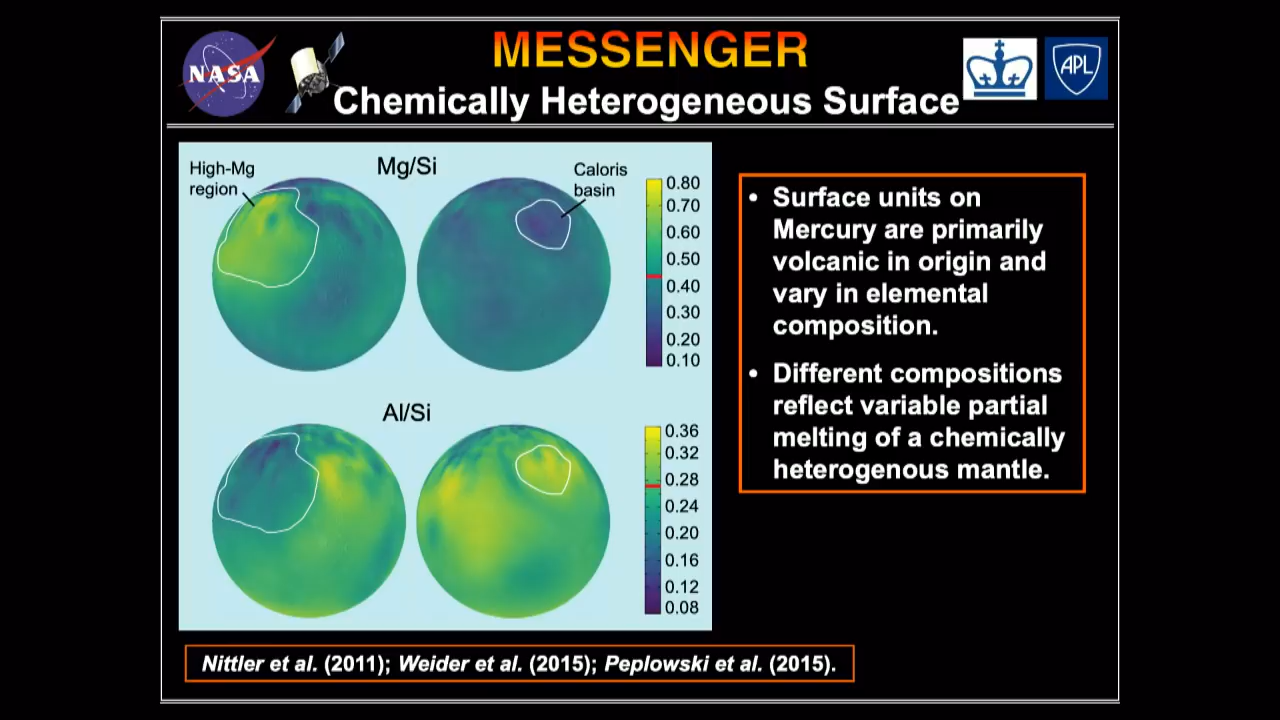 NASA
MESSENGER
Chemically Heterogeneous Surface
APL
High-Mg
region
Mg/Si
Caloris
basin
0.80
0.70
0.60
0.50
0.40
0.30
0.20
0.10
Al/Si
0.36
0.32
0.28
0.24
0.20
0.16
0.12
0.08
• Surface units on
Mercury are primarily
volcanic in origin and
vary in elemental
composition.
• Different compositions
reflect variable partial
melting of a chemically
heterogenous mantle.
Nittler et al. (2011); Weider et al. (2015); Peplowski et al. (2015).